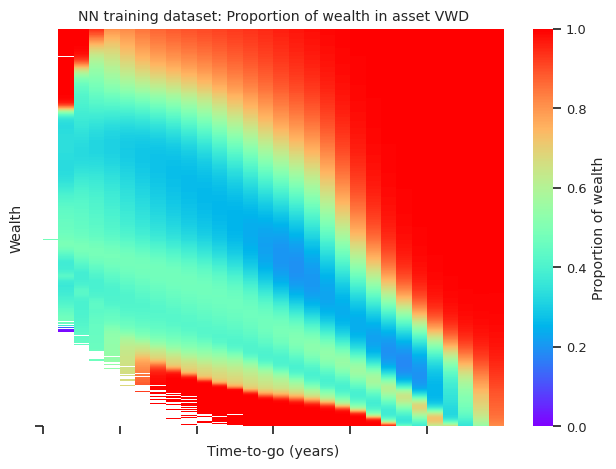 NN training dataset: Proportion of wealth in asset VWD
Wealth
Time-to-go (years)
1.0
0.8
0.6
0.4
0.2
0.0
Proportion of wealth